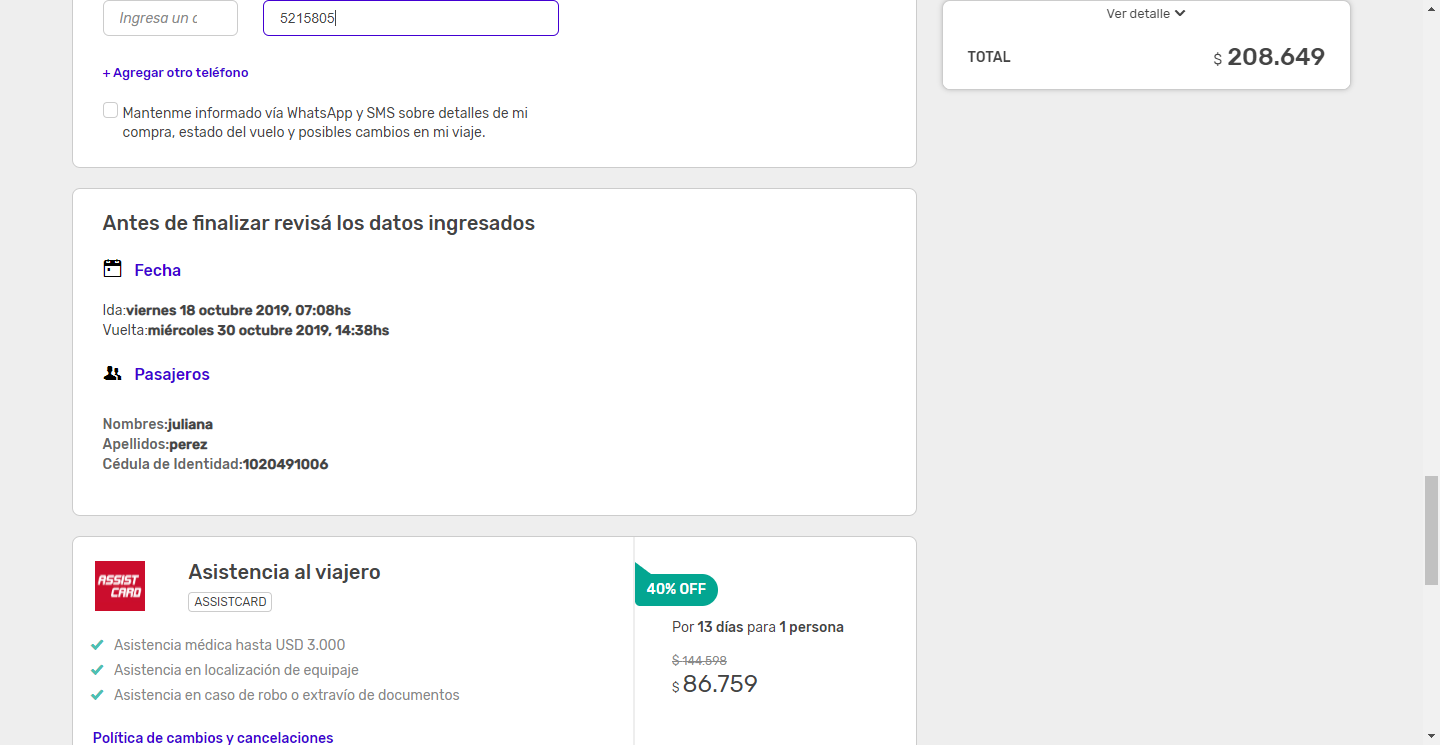 Ingresa un c
5215805
Ver detalle
TOTAL
$ 208.649
+ Agregar otro teléfono
Mantenme informado vía WhatsApp y SMS sobre detalles de mi
compra, estado del vuelo y posibles cambios en mi viaje.
Antes de finalizar revisá los datos ingresados
Fecha
Ida:viernes 18 octubre 2019, 07:08hs
Vuelta:miércoles 30 octubre 2019, 14:38hs
Pasajeros
Nombres:juliana
Apellidos:perez
Cédula de Identidad:1020491006
ASSIST
CARD
Asistencia al viajero
ASSISTCARD
Asistencia médica hasta USD 3.000
Asistencia en localización de equipaje
Asistencia en caso de robo o extravío de documentos
Política de cambios y cancelaciones
40% OFF
Por 13 días para 1 persona
$ 144.598
$ 86.759